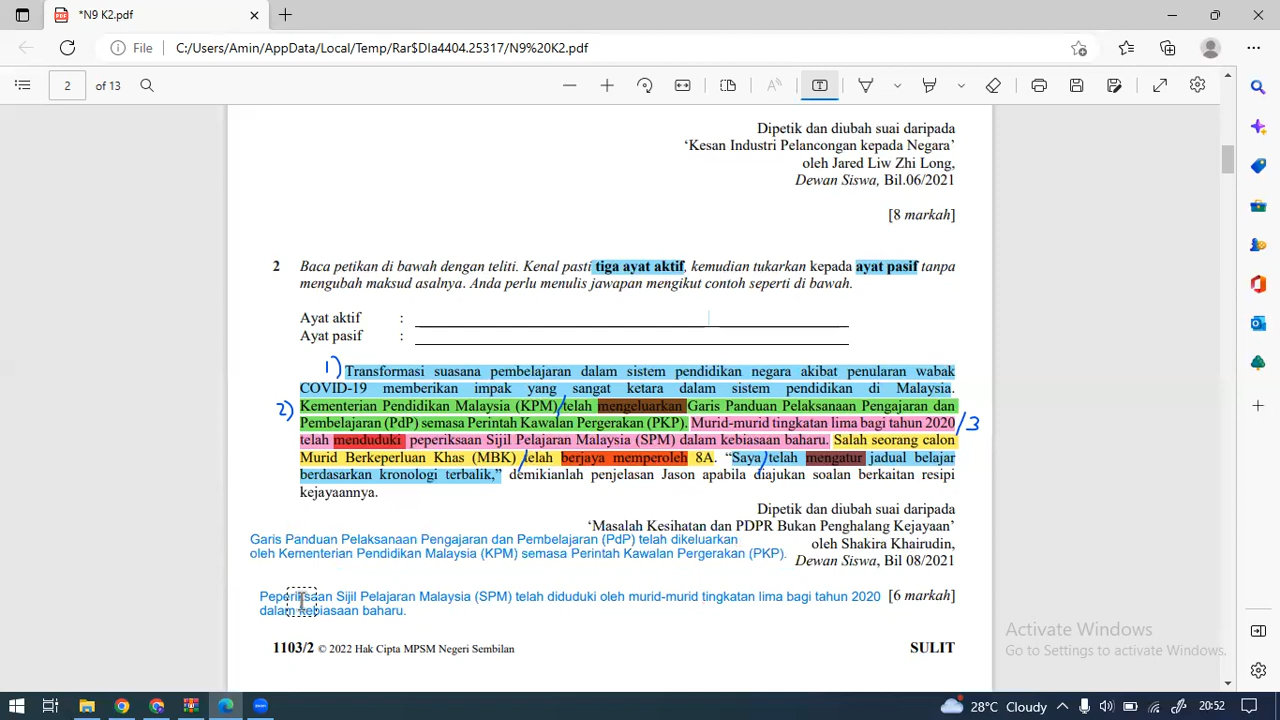 *N9 K2.pdf
File
C:/Users/Amin/AppData/Local/Temp/Rar$DIa4404.25317/N9%20K2.pdf
2
of 13
Dipetik dan diubah suai daripada
‘Kesan Industri Pelancongan kepada Negara’
oleh Jared Liw Zhi Long,
Dewan Siswa, Bil.06/2021
[8 markah]
2 Baca petikan di bawah dengan teliti. Kenal pasti tiga ayat aktif, kemudian tukarkan kepada ayat pasif tanpa
mengubah maksud asalnya. Anda perlu menulis jawapan mengikut contoh seperti di bawah.
Ayat aktif :
Ayat pasif :
1) Transformasi suasana pembelajaran dalam sistem pendidikan negara akibat penularan wabak
COVID-19 memberikan impak yang sangat ketara dalam sistem pendidikan di Malaysia.
2) Kementerian Pendidikan Malaysia (KPM) / telah mengeluarkan Garis Panduan Pelaksanaan Pengajaran dan
Pembelajaran (PdP) semasa Perintah Kawalan Pergerakan (PKP). Murid-murid tingkatan lima bagi tahun 2020 / 3
telah menduduki peperiksaan Sijil Pelajaran Malaysia (SPM) dalam kebiasaan baharu. Salah seorang calon
Murid Berkeperluan Khas (MBK) / telah berjaya memperoleh 8A. “Saya / telah mengatur jadual belajar
berdasarkan kronologi terbalik,” demikianlah penjelasan Jason apabila diajukan soalan berkaitan resipi
kejayaannya.
Dipetik dan diubah suai daripada
‘Masalah Kesihatan dan PDPR Bukan Penghalang Kejayaan’
oleh Shakira Khairudin,
Dewan Siswa, Bil 08/2021
Garis Panduan Pelaksanaan Pengajaran dan Pembelajaran (PdP) telah dikeluarkan
oleh Kementerian Pendidikan Malaysia (KPM) semasa Perintah Kawalan Pergerakan (PKP).
[6 markah]
Peperiksaan Sijil Pelajaran Malaysia (SPM) telah diduduki oleh murid-murid tingkatan lima bagi tahun 2020
dalam kebiasaan baharu.
1103/2 © 2022 Hak Cipta MPSM Negeri Sembilan SULIT
Activate Windows
Go to Settings to activate Windows.
28°C Cloudy
20:52